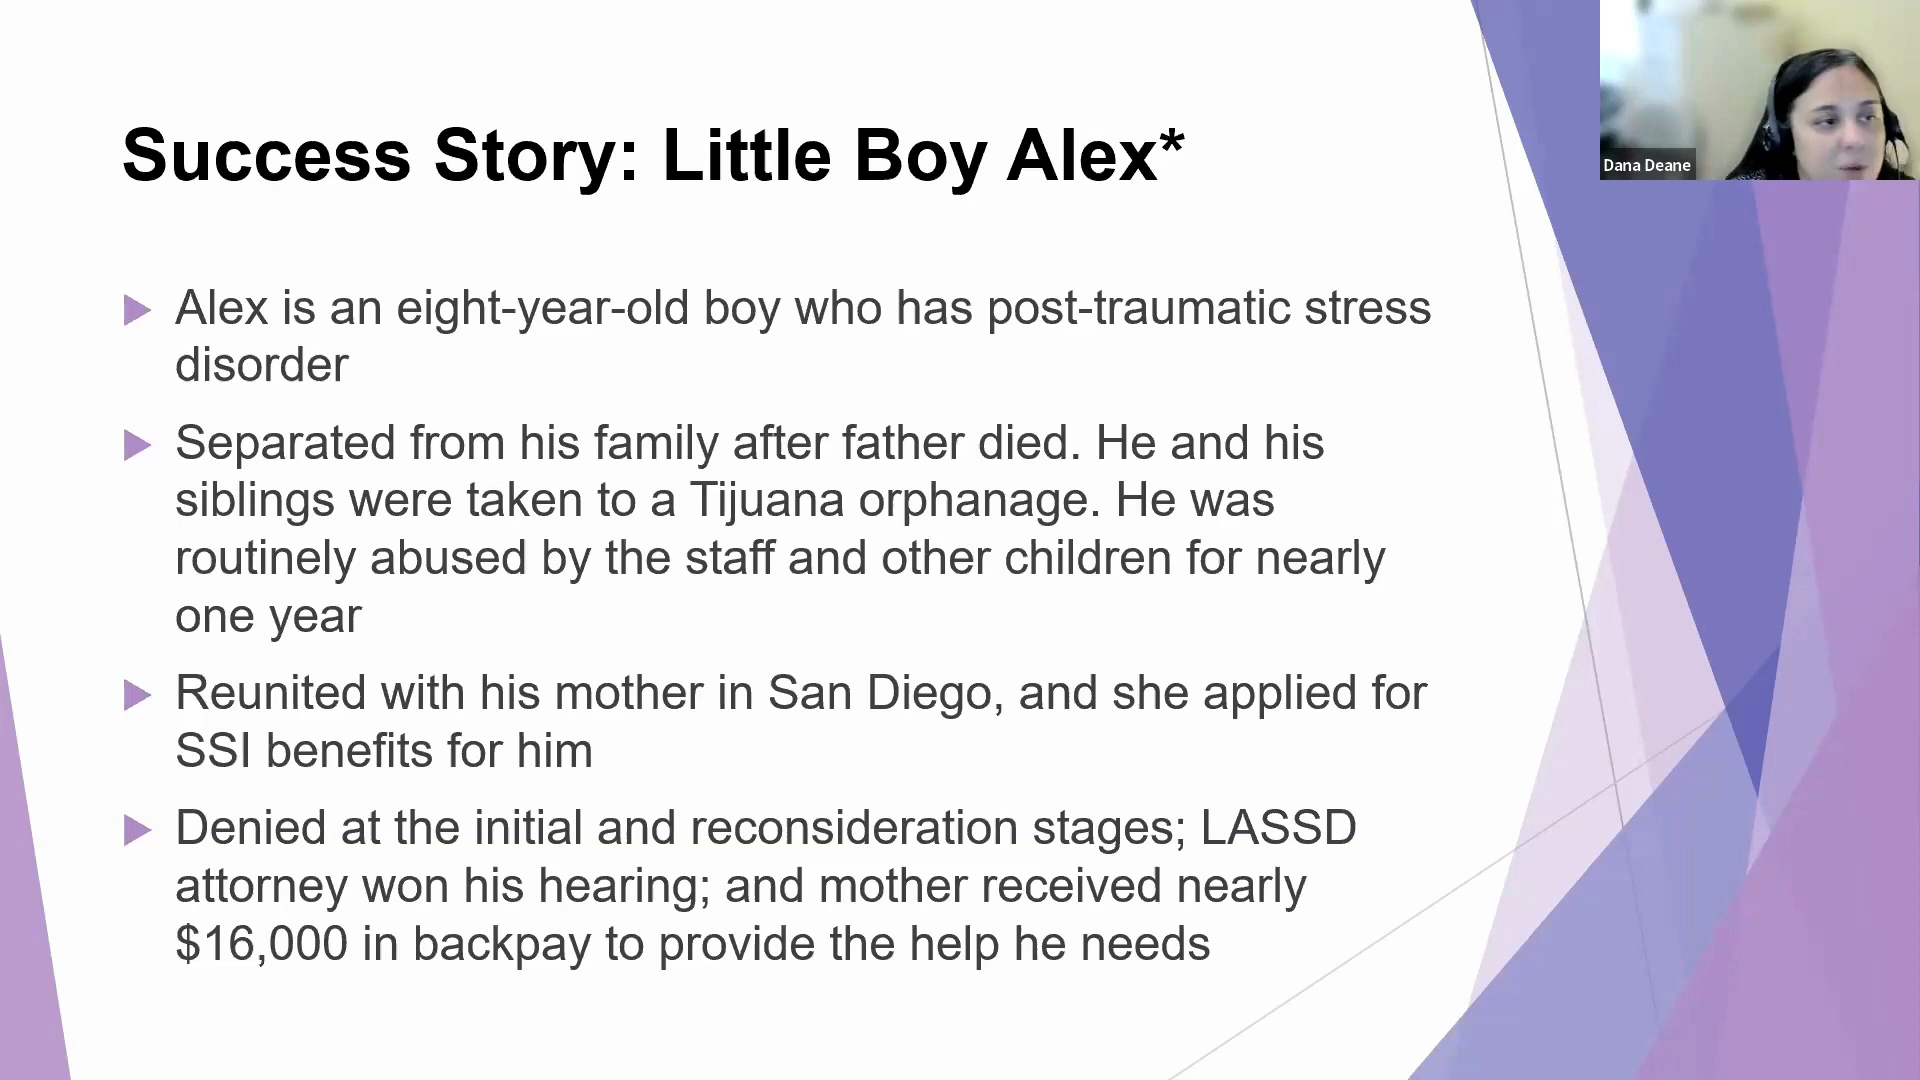 Success Story: Little Boy Alex*
Alex is an eight-year-old boy who has post-traumatic stress
disorder
Separated from his family after father died. He and his
siblings were taken to a Tijuana orphanage. He was
routinely abused by the staff and other children for nearly
one year
Reunited with his mother in San Diego, and she applied for
SSI benefits for him
Denied at the initial and reconsideration stages; LASSD
attorney won his hearing; and mother received nearly
$16,000 in backpay to provide the help he needs
Dana Deane